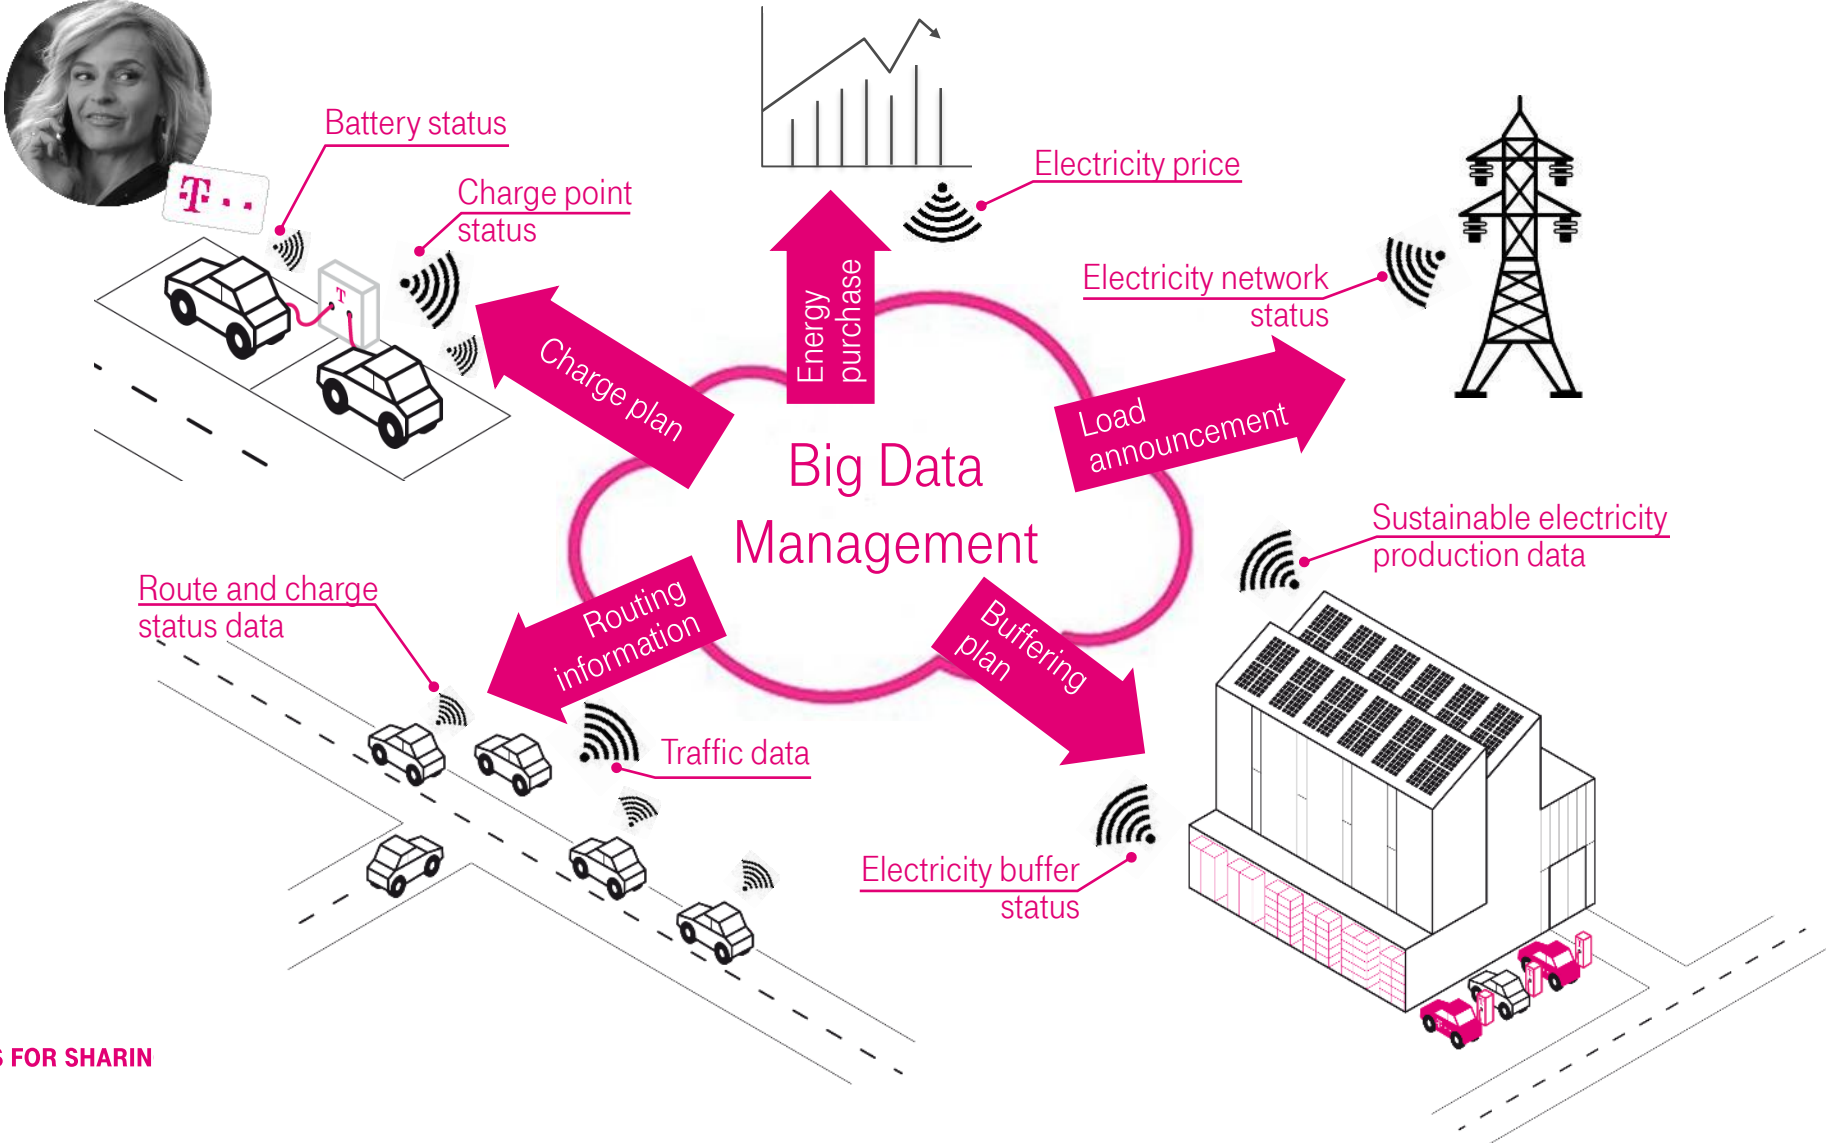 Battery status
Charge point
status
T
T
Electricity price
Electricity network
status
Energy
purchase
Charge plan
Load
announcement
Big Data
Management
Sustainable electricity
production data
Route and charge
status data
Routing
information
Buffering
plan
Traffic data
Electricity buffer
status
S FOR SHARIN